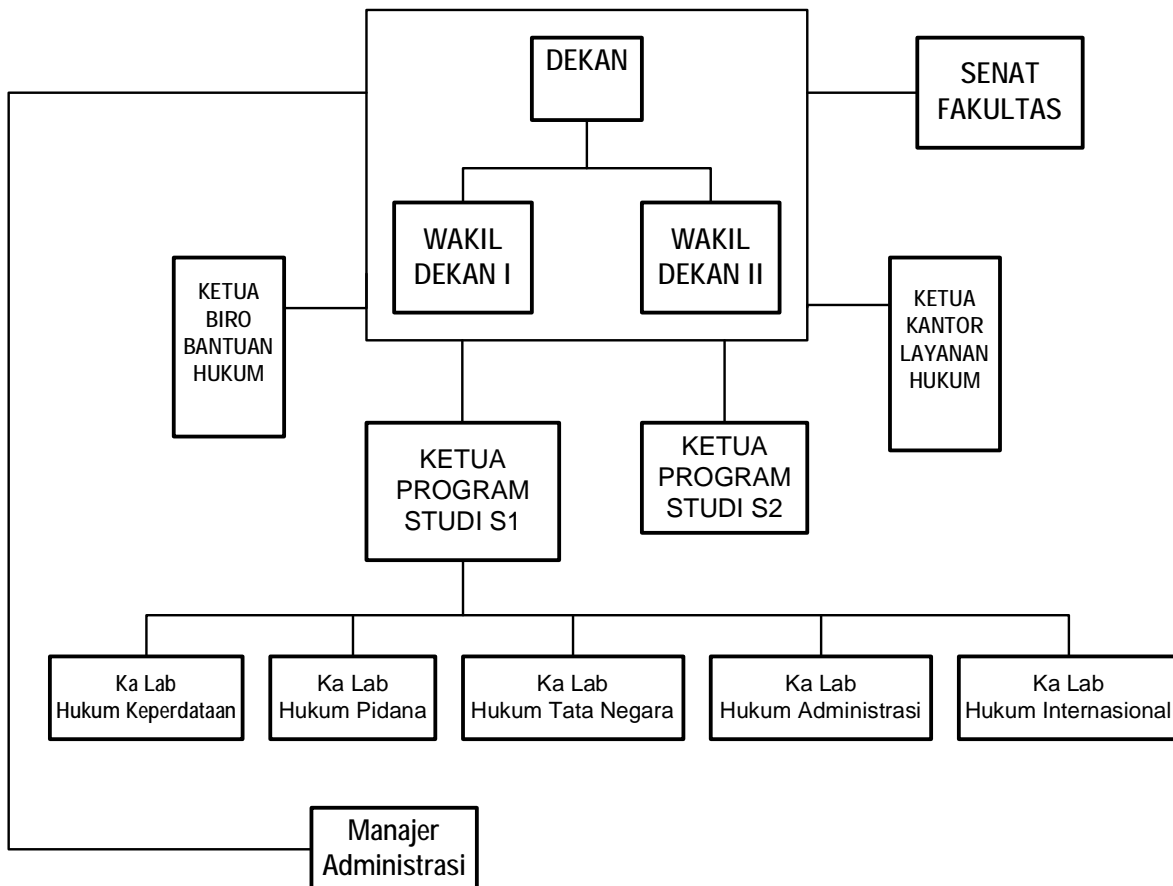 DEKAN
SENAT
FAKULTAS
WAKIL
DEKAN I
WAKIL
DEKAN II
KETUA
BIRO
BANTUAN
HUKUM
KETUA
KANTOR
LAYANAN
HUKUM
KETUA
PROGRAM
STUDI S1
KETUA
PROGRAM
STUDI S2
Ka Lab
Hukum Keperdataan
Ka Lab
Hukum Pidana
Ka Lab
Hukum Tata Negara
Ka Lab
Hukum Administrasi
Ka Lab
Hukum Internasional
Manajer
Administrasi